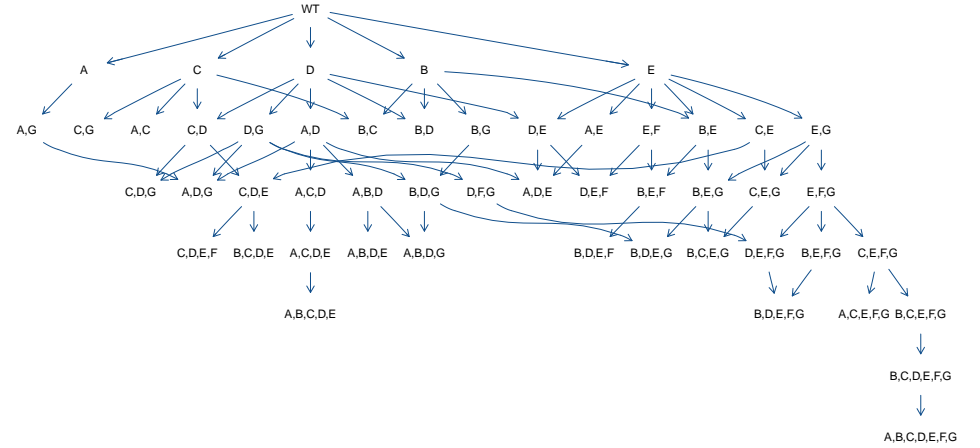 WT
A C D B E
A,G C,G A,C C,D D,G A,D B,C B,D B,G D,E A,E E,F B,E C,E E,G
C,D,G A,D,G C,D,E A,C,D A,B,D B,D,G D,F,G A,D,E D,E,F B,E,F B,E,G C,E,G E,F,G
C,D,E,F B,C,D,E A,C,D,E A,B,D,E A,B,D,G B,D,E,F B,D,E,G B,C,E,G D,E,F,G B,E,F,G C,E,F,G
A,B,C,D,E B,D,E,F,G A,C,E,F,G B,C,E,F,G
B,C,D,E,F,G
A,B,C,D,E,F,G